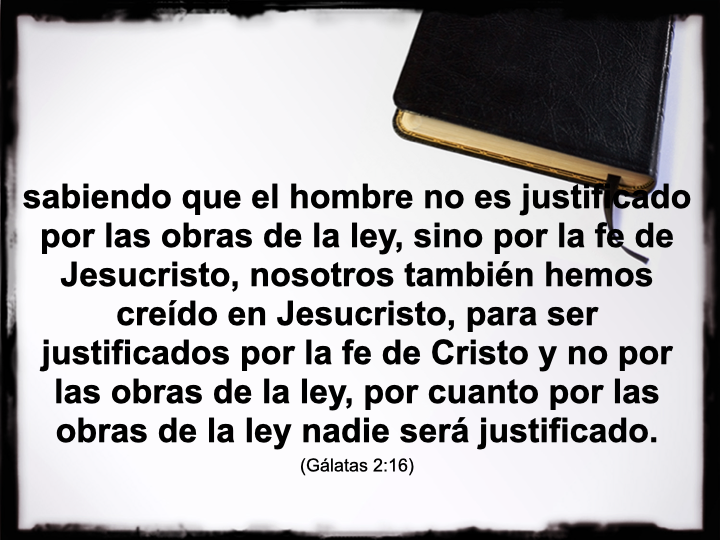 sabiendo que el hombre no es justificado
por las obras de la ley, sino por la fe de
Jesucristo, nosotros también hemos
creído en Jesucristo, para ser
justificados por la fe de Cristo y no por
las obras de la ley, por cuanto por las
obras de la ley nadie será justificado.
(Gálatas 2:16)